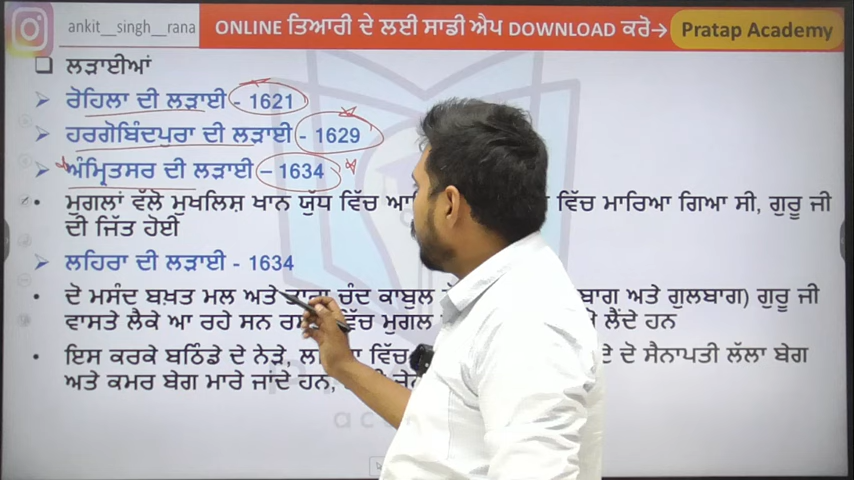 ankit__singh_rana
ONLINE ਤਿਆਰੀ ਦੇ ਲਈ ਸਾਡੀ ਐਪ DOWNLOAD ਕਰੋ→
Pratap Academy
ਲੜਾਈਆਂ
ਰੋਹਿਲਾ ਦੀ ਲੜਾਈ - 1621
ਹਰਗੋਬਿੰਦਪੁਰਾ ਦੀ ਲੜਾਈ - 1629
ਅੰਮ੍ਰਿਤਸਰ ਦੀ ਲੜਾਈ – 1634
ਮੁਗਲਾਂ ਵੱਲੋ ਮੁਖਲਿਸ਼ ਖਾਨ ਯੁੱਧ ਵਿੱਚ ਵਿੱਚ ਮਾਰਿਆ ਗਿਆ ਸੀ, ਗੁਰੂ ਜੀ
ਦੀ ਜਿੱਤ ਹੋਈ
ਲਹਿਰਾ ਦੀ ਲੜਾਈ - 1634
ਦੋ ਮਸੰਦ ਬਖ਼ਤ ਮਲ ਅਤੇ ਚੰਦ ਕਾਬੁਲ ਅਤੇ ਗੁਲਬਾਗ) ਗੁਰੂ ਜੀ
ਵਾਸਤੇ ਲੈਕੇ ਆ ਰਹੇ ਸਨ ਵਿੱਚ ਮੁਗਲ ਲੈਂਦੇ ਹਨ
ਇਸ ਕਰਕੇ ਬਠਿੰਡੇ ਦੇ ਨੇੜੇ, ਵਿੱਚ ਦੋ ਸੈਨਾਪਤੀ ਲੱਲਾ ਬੇਗ
ਅਤੇ ਕਮਰ ਬੇਗ ਮਾਰੇ ਜਾਂਦੇ ਹਨ,